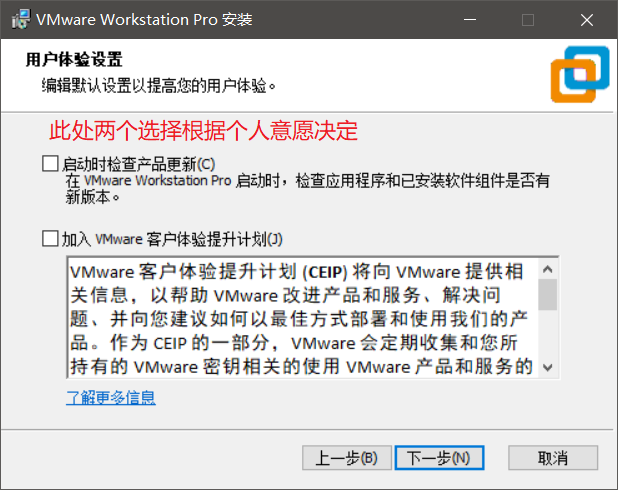 VMware Workstation Pro 安装
用户体验设置
编辑默认设置以提高您的用户体验。
此处两个选择根据个人意愿决定
启动时检查产品更新(C)
在 VMware Workstation Pro 启动时，检查应用程序和已安装软件组件是否有
新版本。
加入 VMware 客户体验提升计划(J)
VMware 客户体验提升计划 (CEIP) 将向 VMware 提供相
关信息，以帮助 VMware 改进产品和服务、解决问
题、并向您建议如何以最佳方式部署和使用我们的产
品。作为 CEIP 的一部分，VMware 会定期收集和您所
持有的 VMware 密钥相关的使用 VMware 产品和服务的
了解更多信息
上一步(B) 下一步(N) 取消